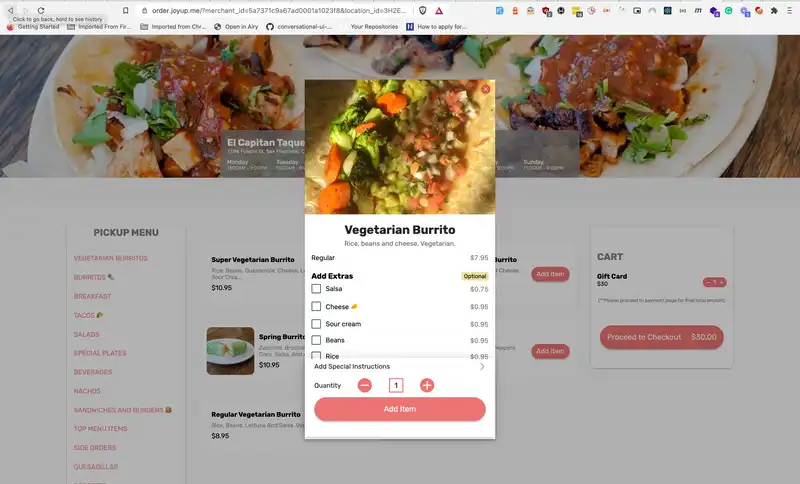 order.joyup.me/?merchant_id=5a7371c9a67ad0001a1023f8&location_id=3H2E...
Click to go back, hold to see history
Getting Started
Imported From Fir...
Imported from Chr...
Open in Airy
conversational-ui-...
Your Repositories
How to apply for...
El Capitan Taque
Monday
Tuesday
Sunday
PICKUP MENU
VEGETARIAN BURRITOS
BURRITOS
BREAKFAST
TACOS
SALADS
SPECIAL PLATES
BEVERAGES
NACHOS
SANDWICHES AND BURGERS
TOP MENU ITEMS
SIDE ORDERS
QUESADILLAS
Super Vegetarian Burrito
Rice, Beans, Guacamole, Cheese, L
Sour Crea...
$10.95
Spring Burrito
$10.95
Regular Vegetarian Burrito
Rice, Beans, Lettuce And Salsa. Ve
$8.95
Vegetarian Burrito
Rice, beans and cheese. Vegetarian.
Regular
$7.95
Add Extras
Optional
Salsa
$0.75
Cheese
$0.95
Sour cream
$0.95
Beans
$0.95
Rice
$0.95
Add Special Instructions
Quantity
1
Add Item
Add Item
Add Item
CART
Gift Card
$30
1
(**Please proceed to payment page for final total amount)
Proceed to Checkout $30.00